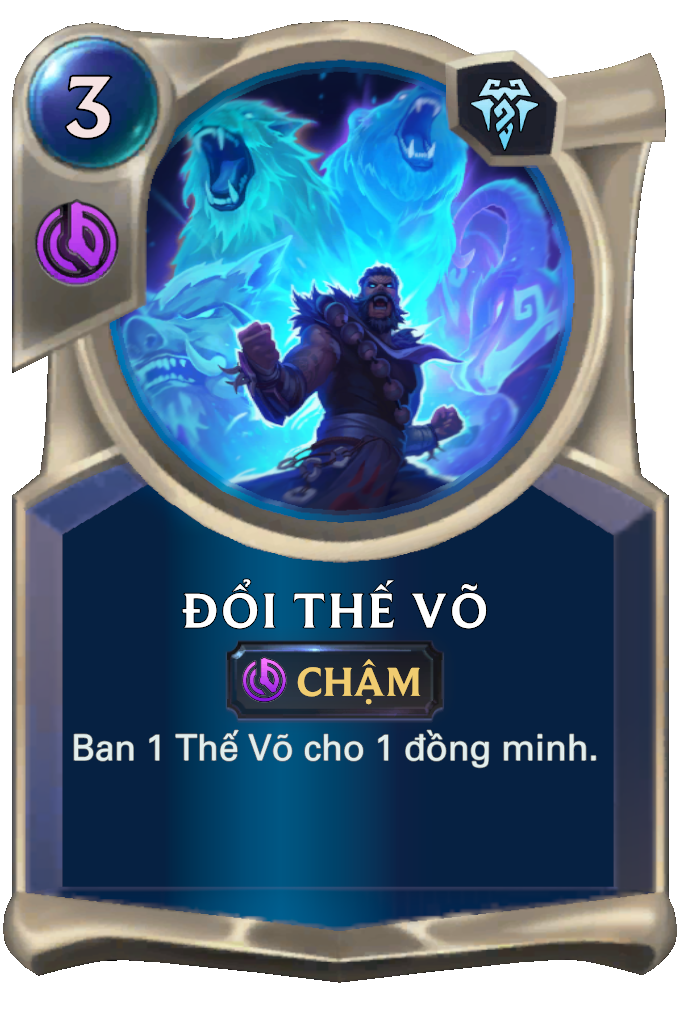 3
ĐỔI THẾ VÕ
CHẬM
Ban 1 Thế Võ cho 1 đồng minh.